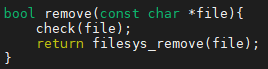 bool remove(const char *file){
    check(file);
    return filesys_remove(file);
}